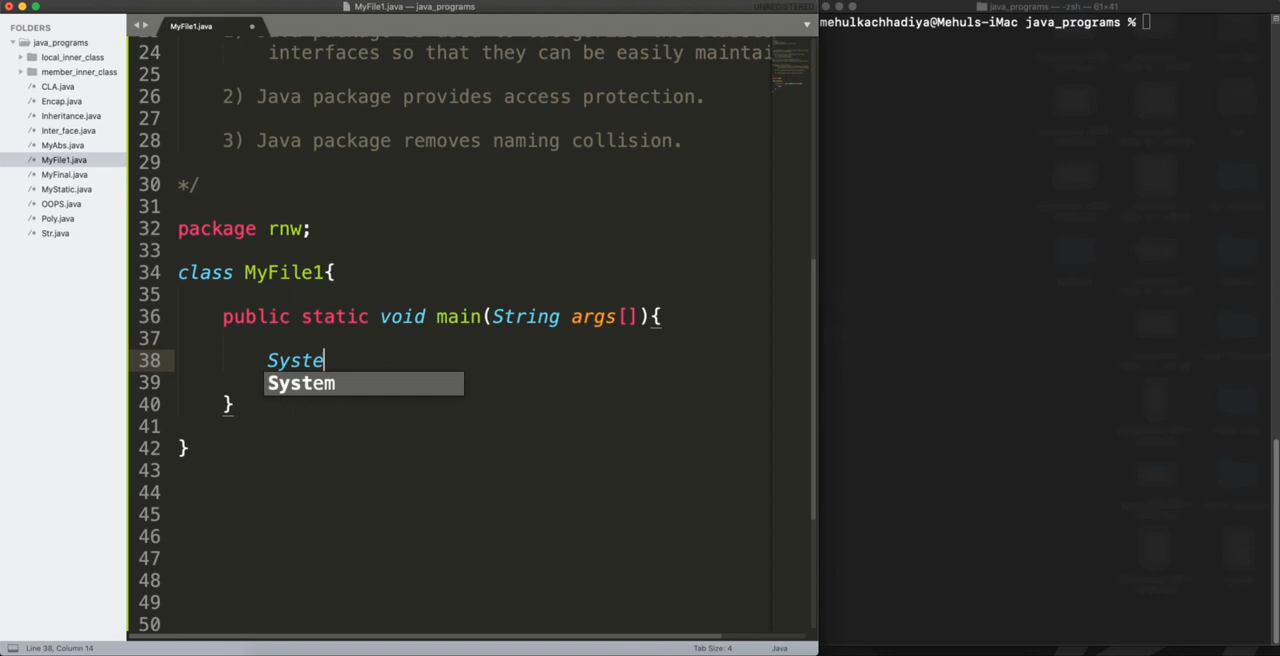 MyFile1.java — java_programs
UNREGISTERED
java_programs — -zsh — 61×41
FOLDERS
java_programs
local_inner_class
member_inner_class
/* CLA.java
/* Encap.java
/* Inheritance.java
/* Inter_face.java
/* MyAbs.java
/* MyFile1.java
/* MyFinal.java
/* MyStatic.java
/* OOPS.java
/* Poly.java
/* Str.java
MyFile1.java
24 interfaces so that they can be easily maintai
25
26 2) Java package provides access protection.
27
28 3) Java package removes naming collision.
29
30 */
31
32 package rnw;
33
34 class MyFile1{
35
36 public static void main(String args[]){
37
38 Syste
System
39
40 }
41
42 }
43
44
45
46
47
48
49
50
mehulkachhadiya@Mehuls-iMac java_programs %
Line 38, Column 14
Tab Size: 4
Java